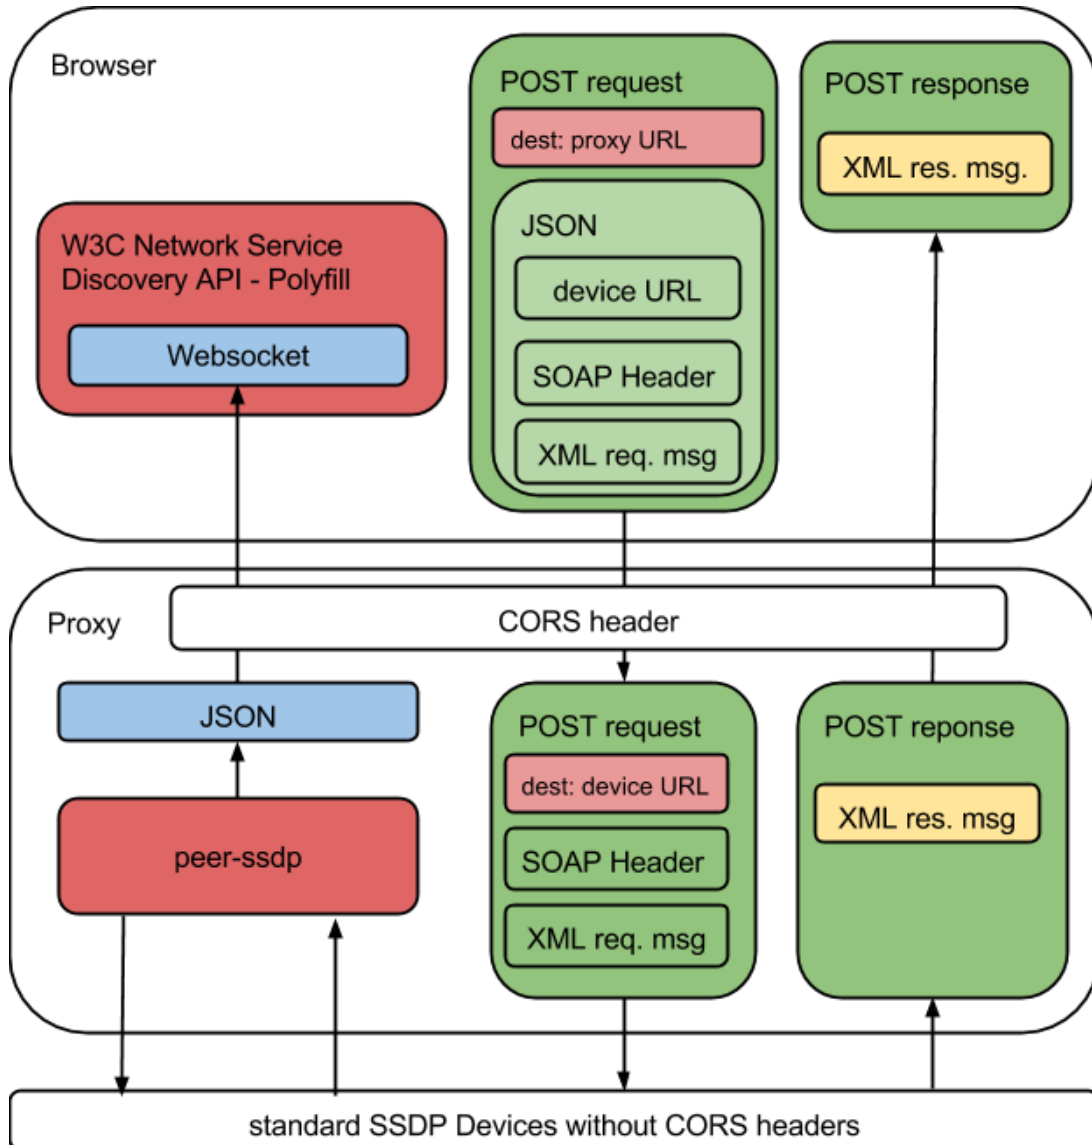 Browser
POST request
dest: proxy URL
JSON
device URL
SOAP Header
XML req. msg
POST response
XML res. msg.
W3C Network Service
Discovery API - Polyfill
Websocket
Proxy
CORS header
JSON
peer-ssdp
POST request
dest: device URL
SOAP Header
XML req. msg
POST reponse
XML res. msg
standard SSDP Devices without CORS headers